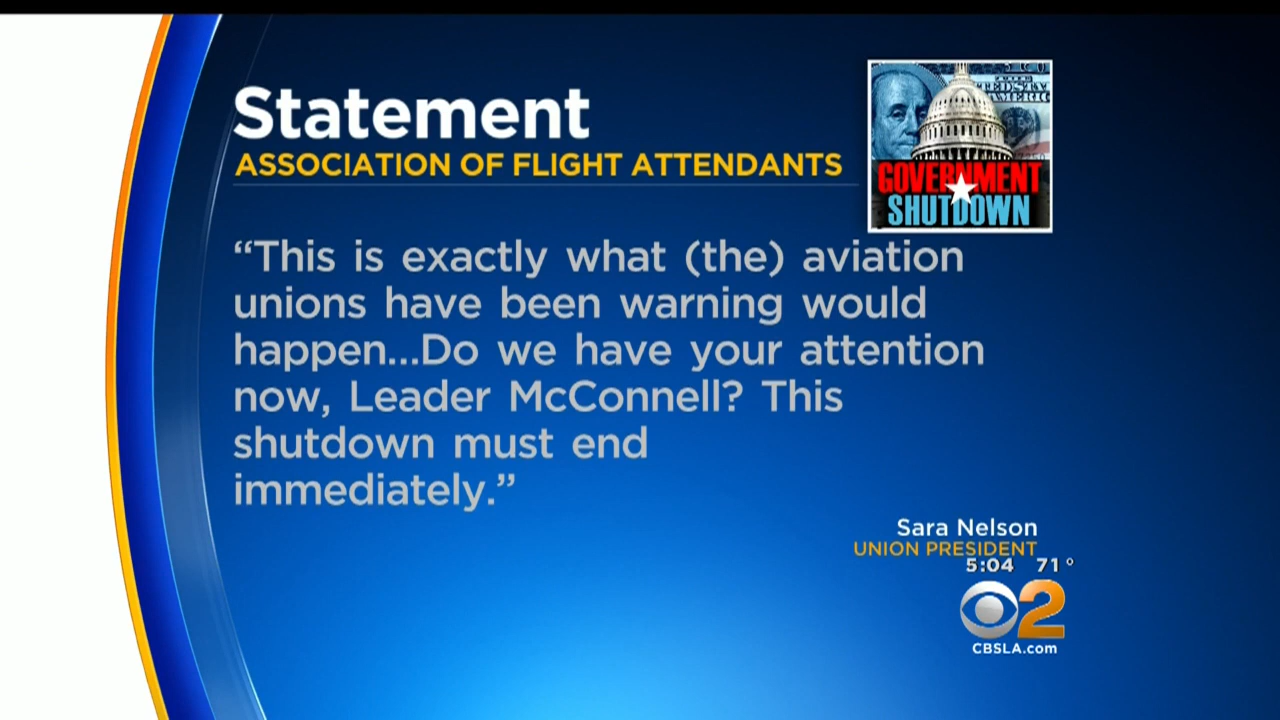 Statement
ASSOCIATION OF FLIGHT ATTENDANTS
GOVERNMENT
SHUTDOWN
“This is exactly what (the) aviation
unions have been warning would
happen...Do we have your attention
now, Leader McConnell? This
shutdown must end
immediately.”
Sara Nelson
UNION PRESIDENT
5:04 71°
2
CBSLA.com